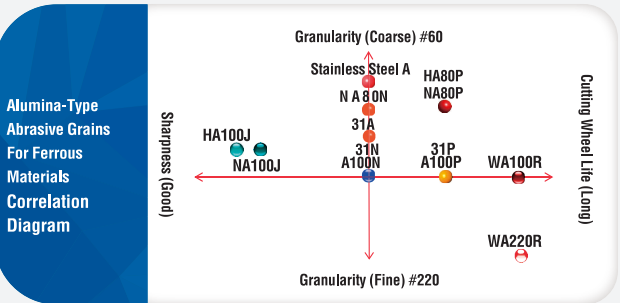 Alumina-Type
Abrasive Grains
For Ferrous
Materials
Correlation
Diagram
Granularity (Coarse) #60
Stainless Steel A
N A 8 0N
31A
31N
A100N
HA80P
NA80P
HA100J
NA100J
31P
A100P
WA100R
WA220R
Sharpness (Good)
Cutting Wheel Life (Long)
Granularity (Fine) #220